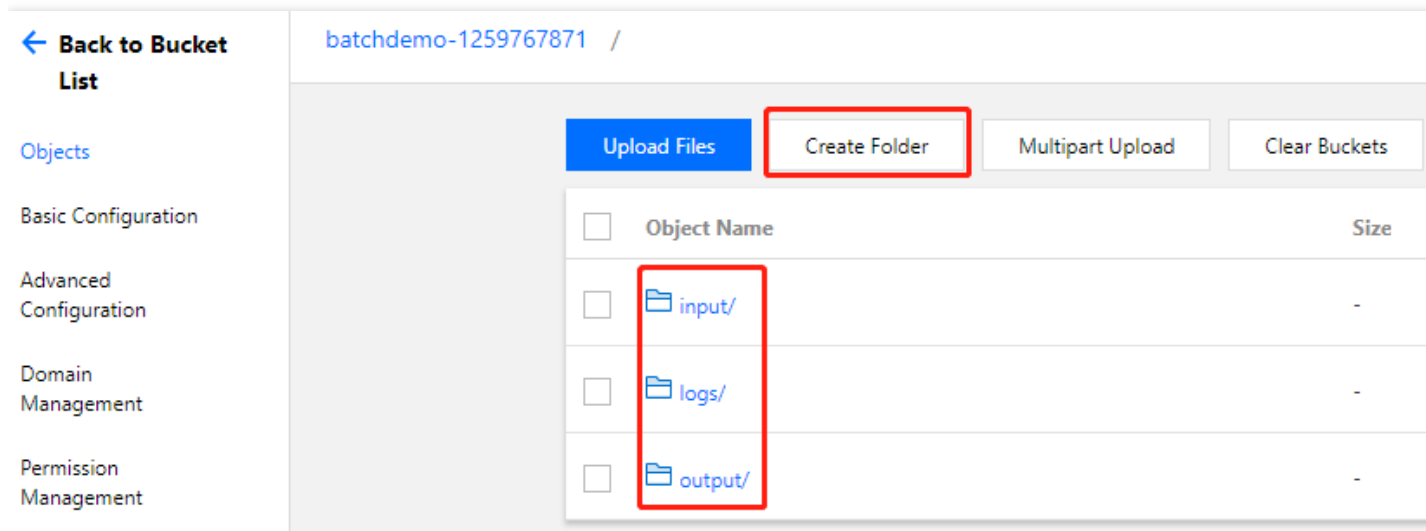 Back to Bucket
List
batchdemo-1259767871 /
Objects
Basic Configuration
Advanced
Configuration
Domain
Management
Permission
Management
Upload Files
Create Folder
Multipart Upload
Clear Buckets
Object Name
Size
input/
-
logs/
-
output/
-